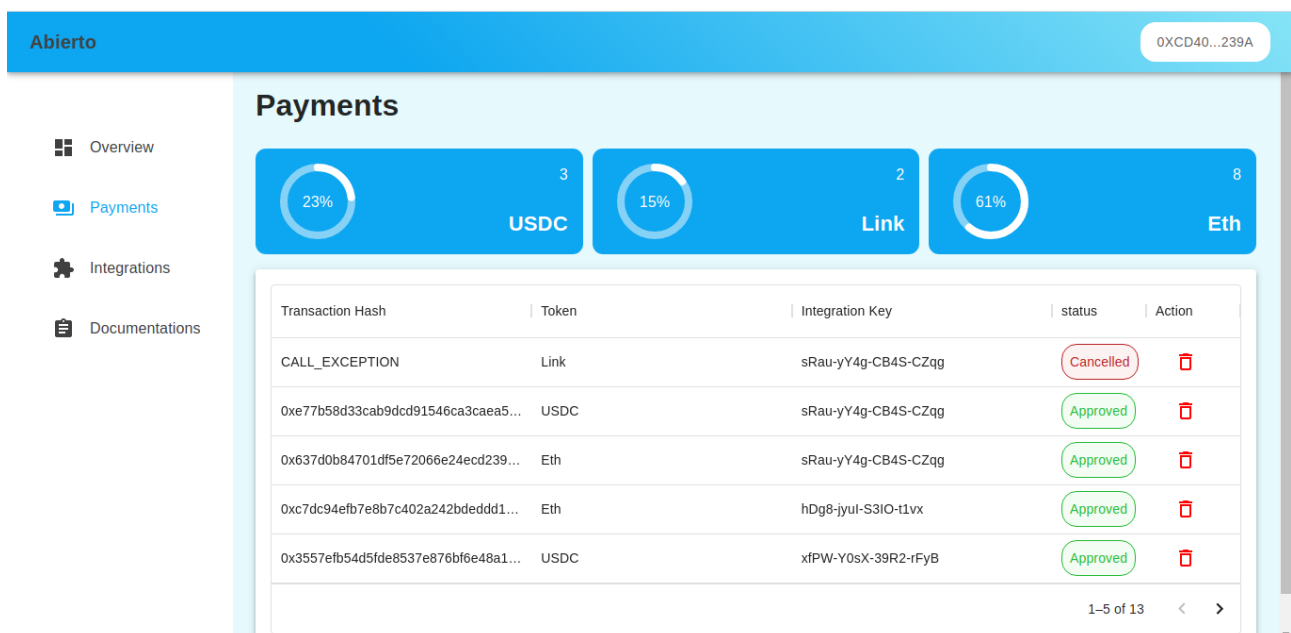 Abierto
0XCD40...239A
Overview
Payments
Integrations
Documentations
Payments
23%
3
USDC
15%
2
Link
61%
8
Eth
Transaction Hash Token Integration Key status Action
CALL_EXCEPTION Link sRau-yY4g-CB4S-CZqg Cancelled
0xe77b58d33cab9dcd91546ca3caea5... USDC sRau-yY4g-CB4S-CZqg Approved
0x637d0b84701df5e72066e24ecd239... Eth sRau-yY4g-CB4S-CZqg Approved
0xc7dc94efb7e8b7c402a242bdeddd1... Eth hDg8-jyuI-S3IO-t1vx Approved
0x3557efb54d5fde8537e876bf6e48a1... USDC xfPW-Y0sX-39R2-rFyB Approved
1–5 of 13